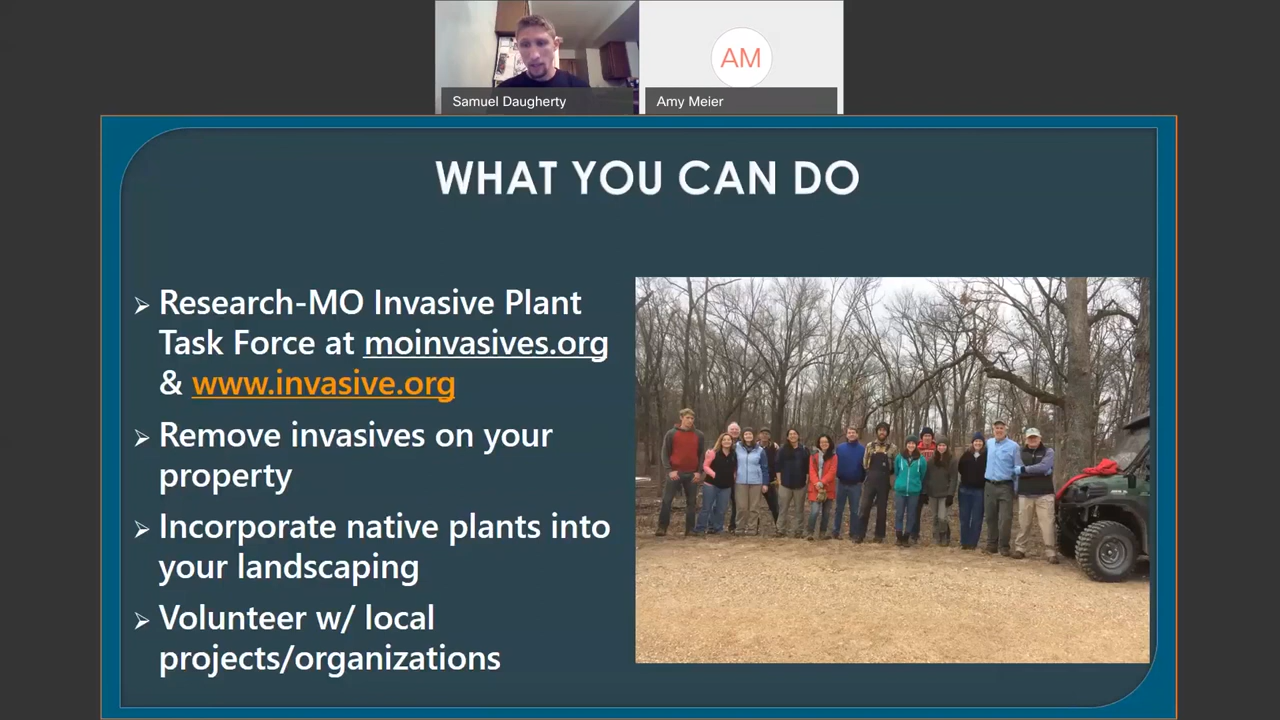 AM
Samuel Daugherty
Amy Meier
WHAT YOU CAN DO
➢ Research-MO Invasive Plant
Task Force at moinvasives.org
& www.invasive.org
➢ Remove invasives on your
property
➢ Incorporate native plants into
your landscaping
➢ Volunteer w/ local
projects/organizations